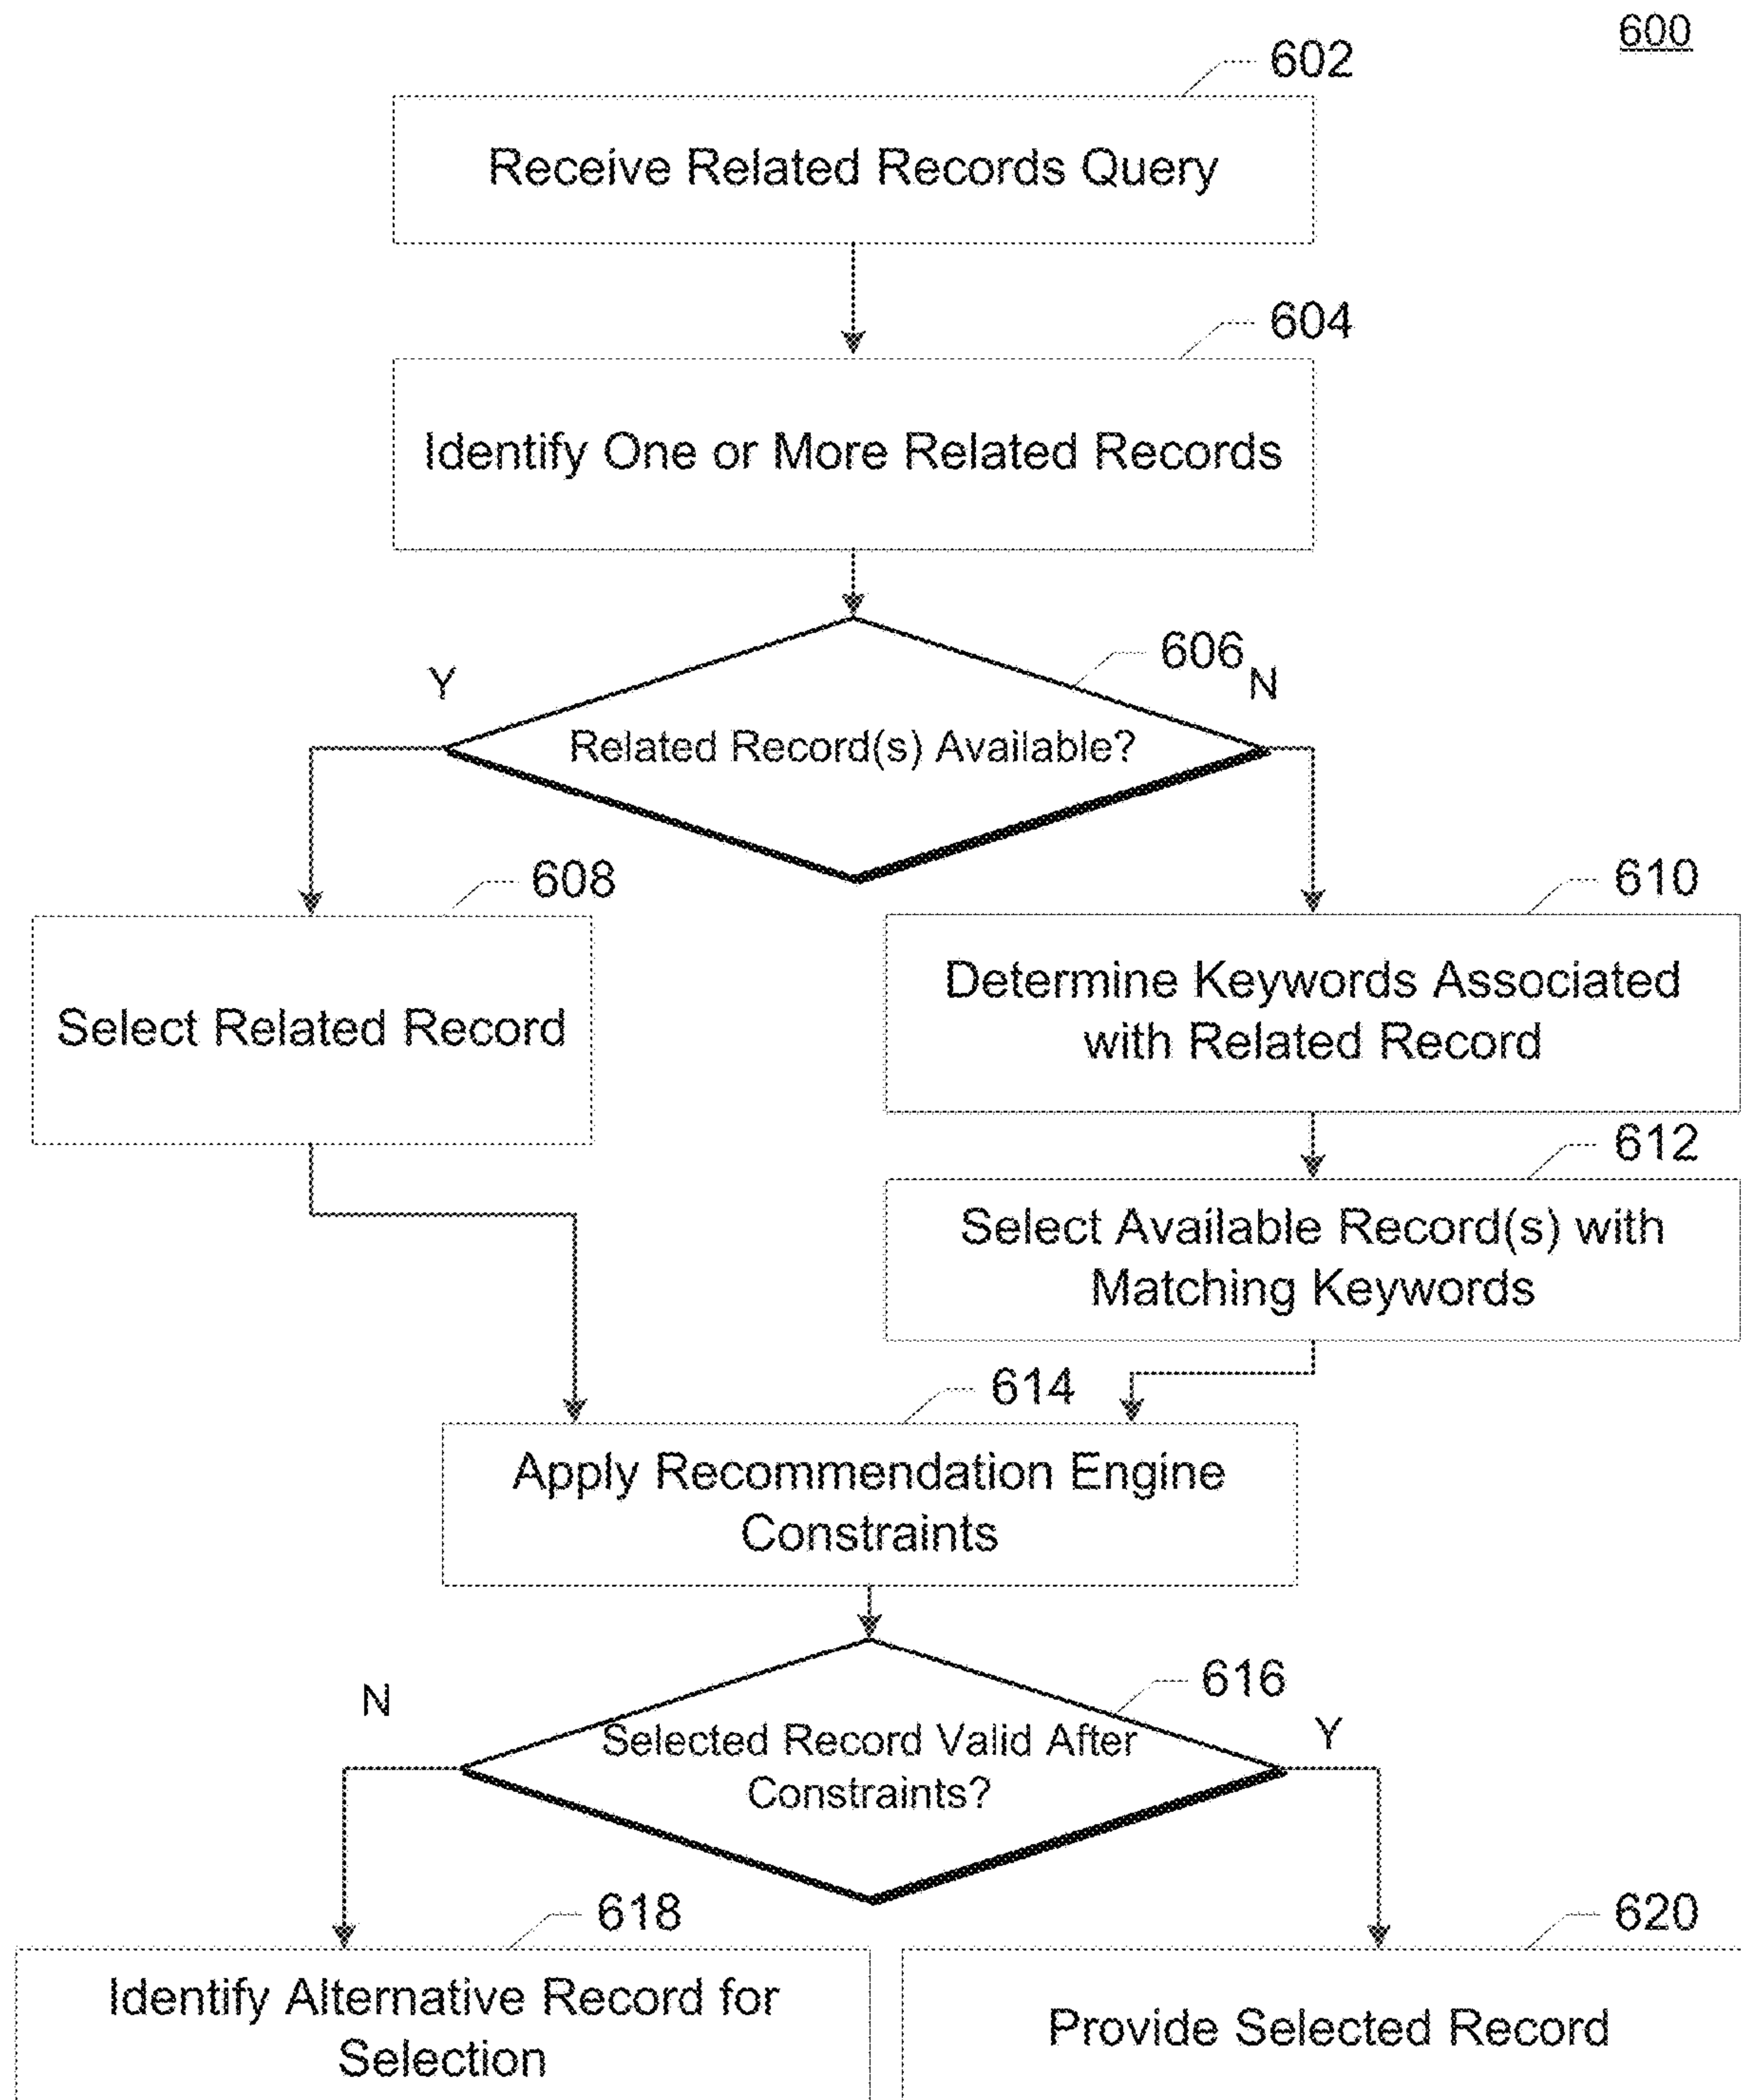 600
602
Receive Related Records Query
604
Identify One or More Related Records
606
Y
N
Related Record(s) Available?
608
610
Select Related Record
Determine Keywords Associated
with Related Record
612
Select Available Record(s) with
Matching Keywords
614
Apply Recommendation Engine
Constraints
616
N
Y
Selected Record Valid After
Constraints?
618
620
Identify Alternative Record for
Selection
Provide Selected Record